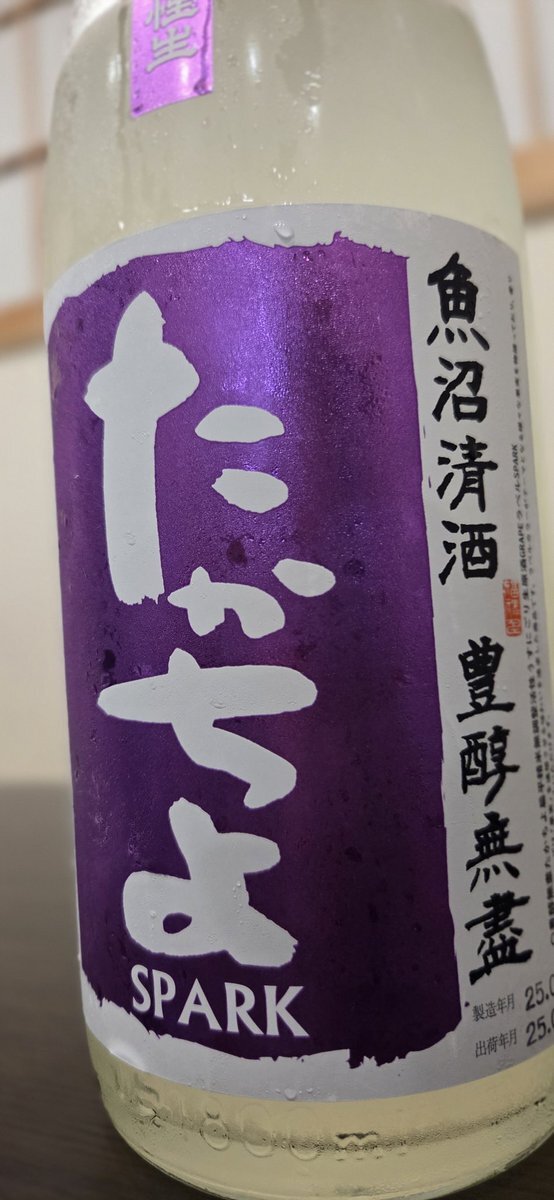 生
たかちよ
SPARK
魚沼清酒
豊醇無盡
製造年月 25.0
出荷年月 25.0
1800m